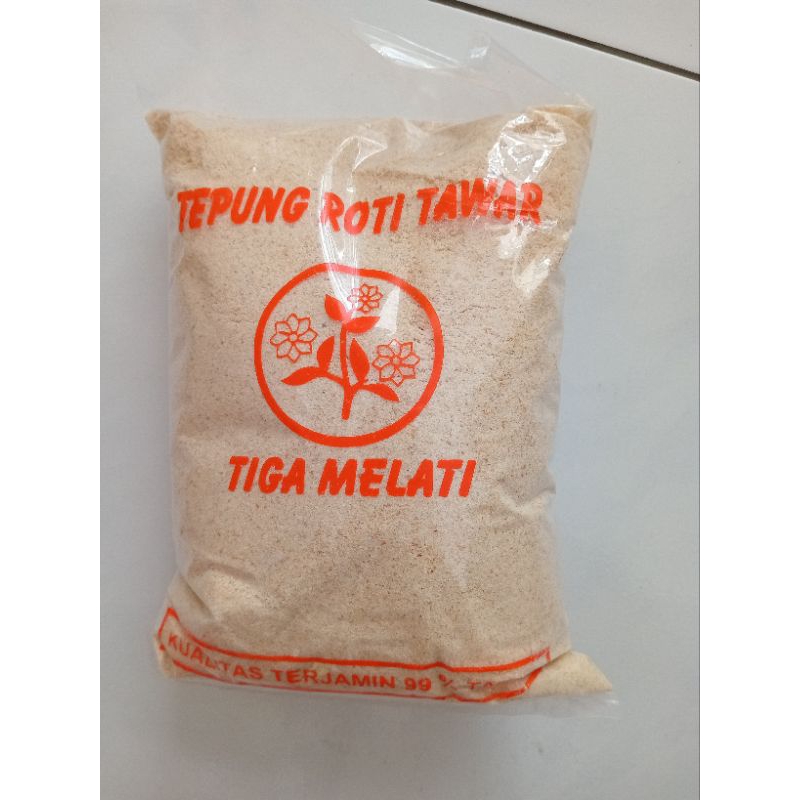 TEPUNG ROTI TAWAR
TIGA MELATI
KUALITAS TERJAMIN 99 %